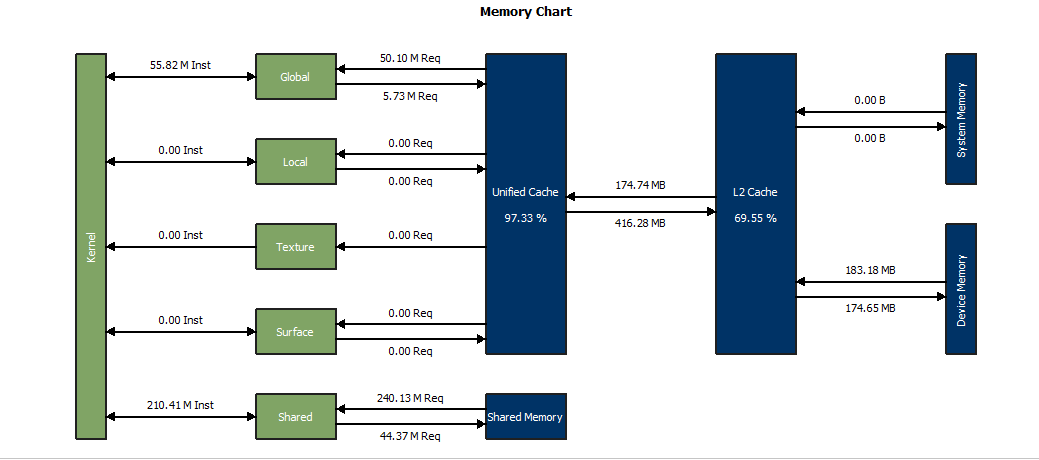 Memory Chart
Kernel
55.82 M Inst
Global
50.10 M Req
5.73 M Req
0.00 Inst
Local
0.00 Req
0.00 Req
0.00 Inst
Texture
0.00 Req
0.00 Inst
Surface
0.00 Req
0.00 Req
210.41 M Inst
Shared
240.13 M Req
44.37 M Req
Shared Memory
Unified Cache
97.33 %
174.74 MB
416.28 MB
L2 Cache
69.55 %
0.00 B
0.00 B
System Memory
183.18 MB
174.65 MB
Device Memory